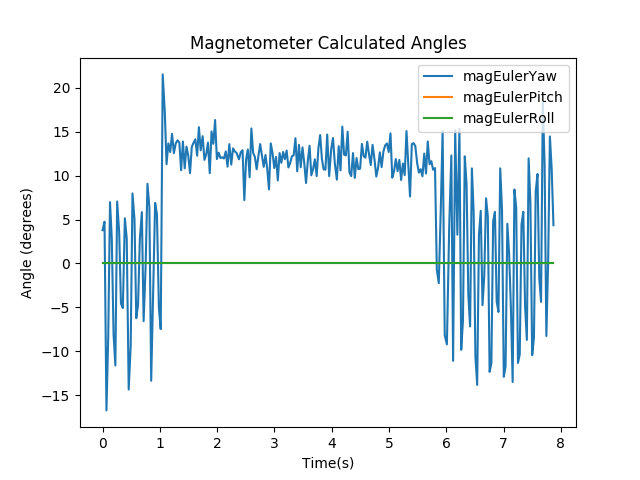 Magnetometer Calculated Angles
magEulerYaw
magEulerPitch
magEulerRoll
20
15
10
5
0
−5
−10
−15
Angle (degrees)
0 1 2 3 4 5 6 7 8
Time(s)